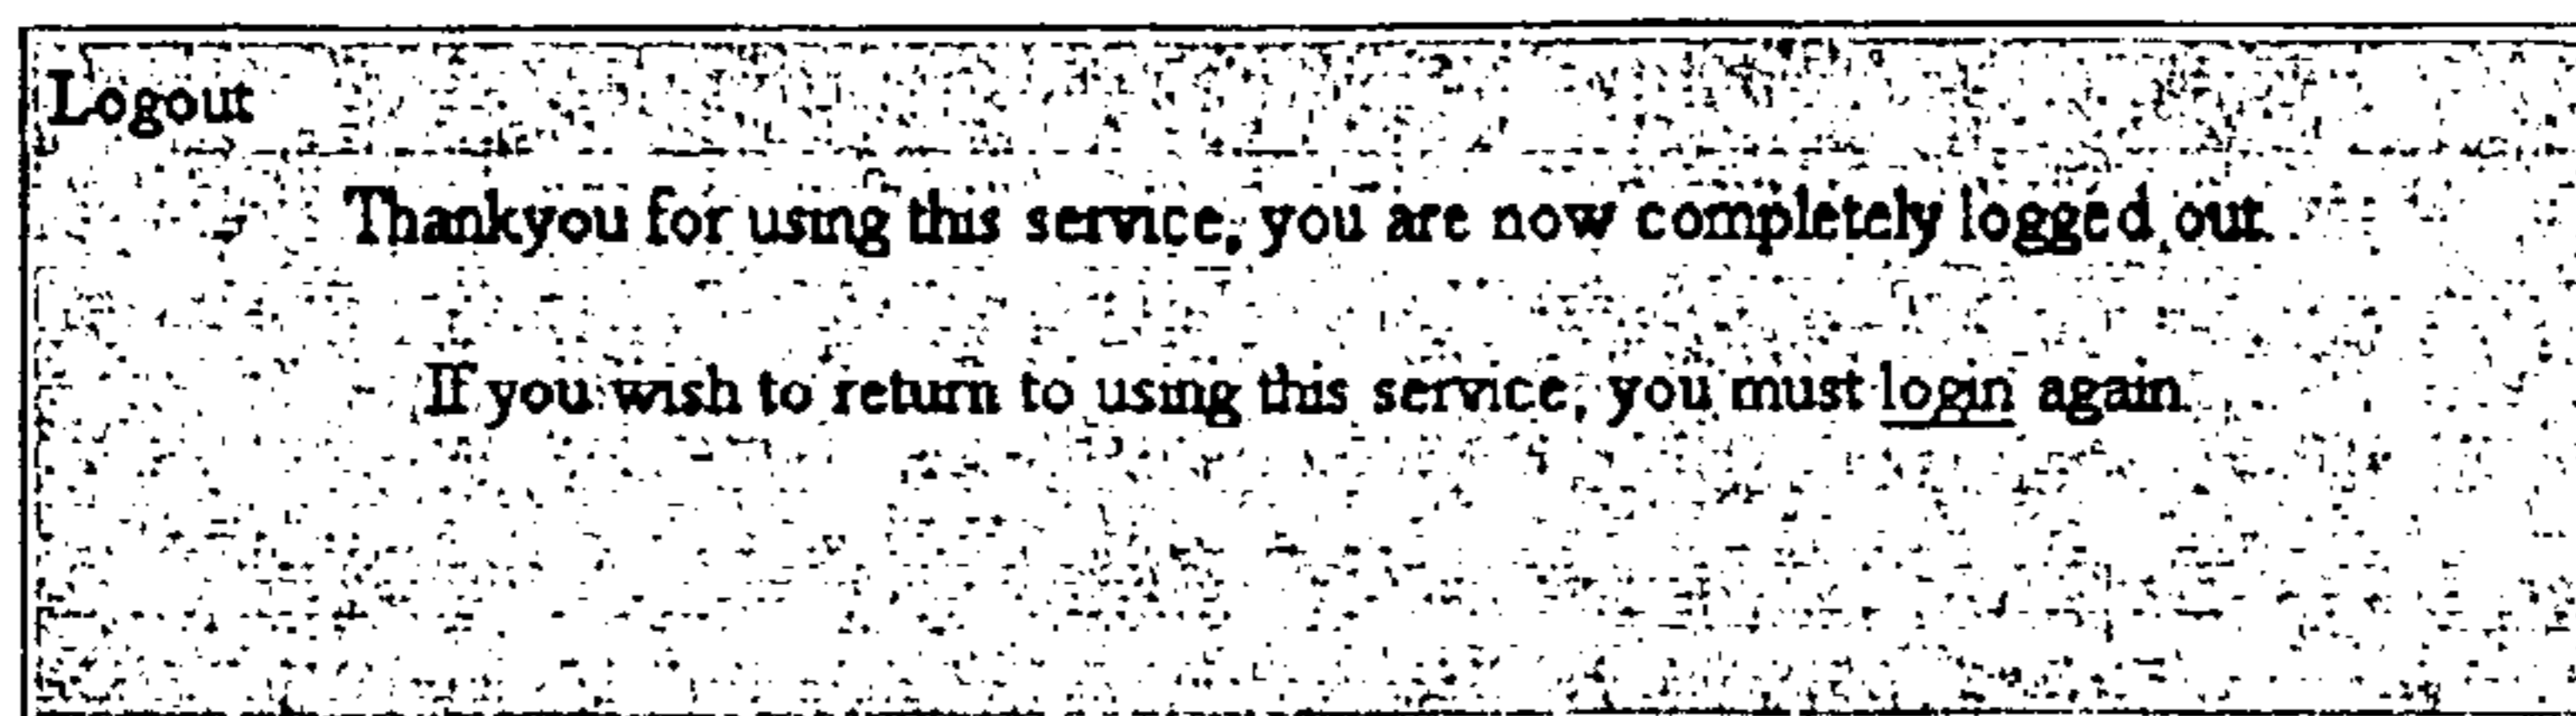 Logout
Thankyou for using this service, you are now completely logged out.
If you wish to return to using this service, you must login again.